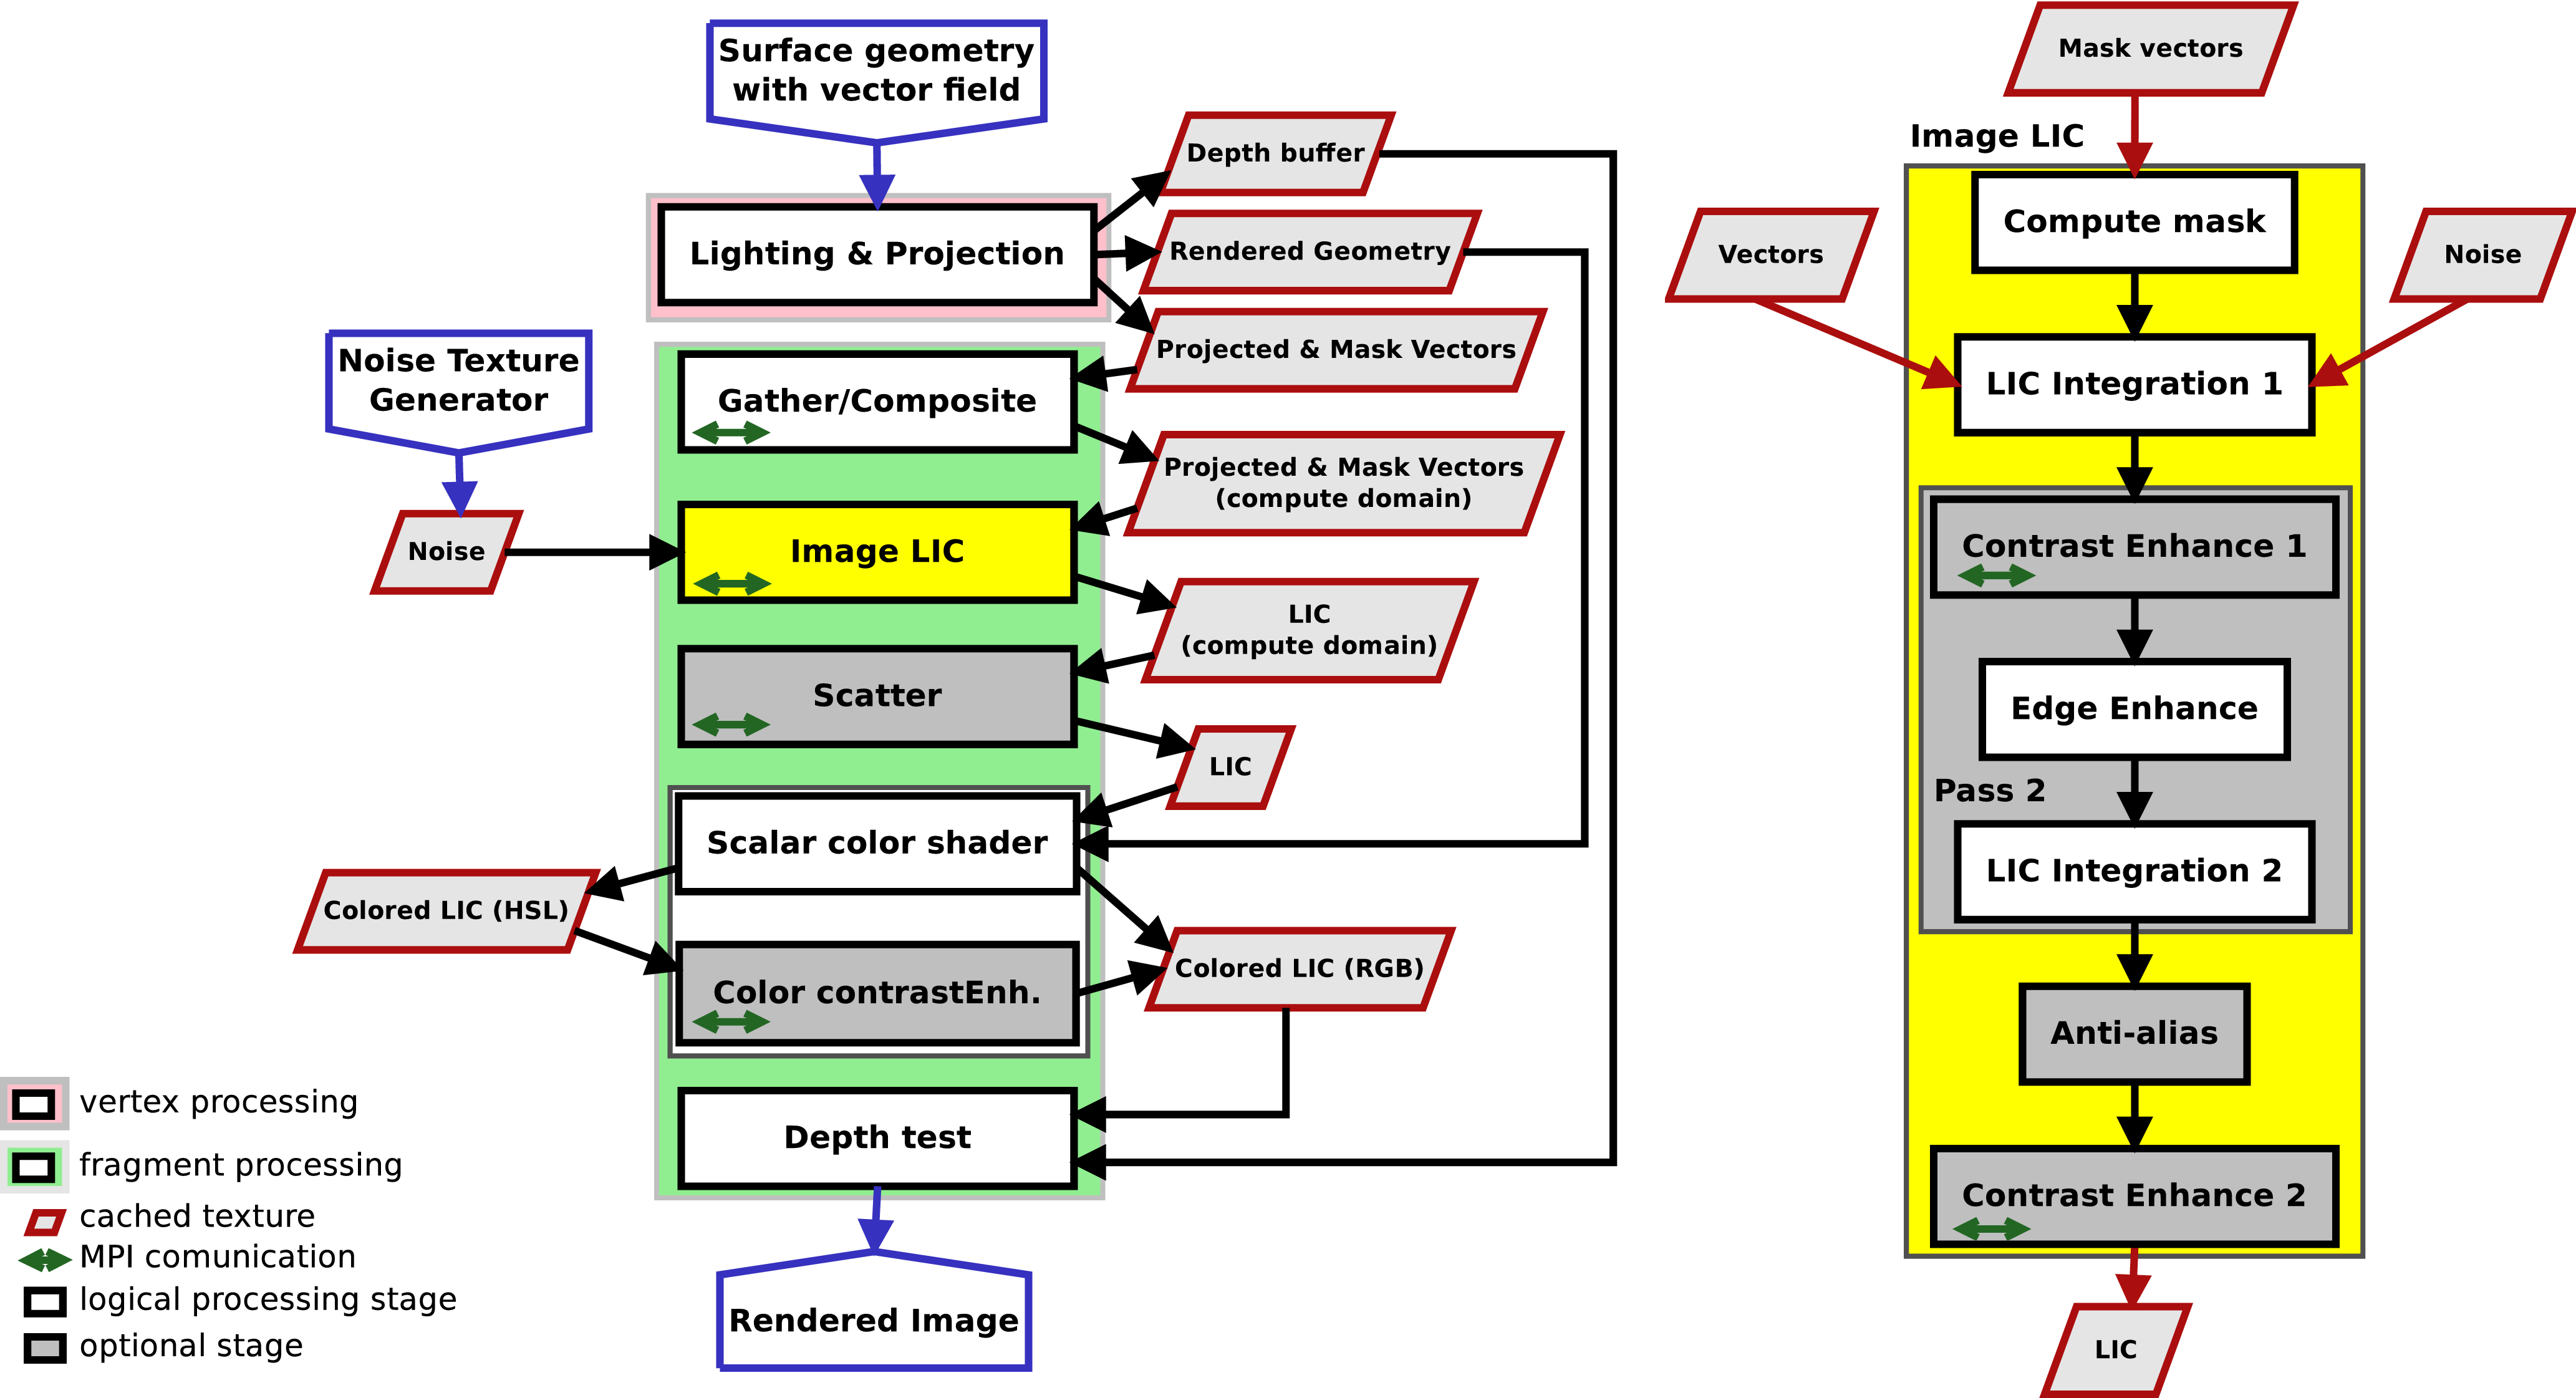 Surface geometry
with vector field
Lighting & Projection
Depth buffer
Rendered Geometry
Projected & Mask Vectors
Noise Texture
Generator
Gather/Composite
Projected & Mask Vectors
(compute domain)
Noise
Image LIC
LIC
(compute domain)
Scatter
LIC
Scalar color shader
Colored LIC (HSL)
Colored LIC (RGB)
Color contrastEnh.
Depth test
Rendered Image
vertex processing
fragment processing
cached texture
MPI comunication
logical processing stage
optional stage
Mask vectors
Image LIC
Compute mask
Vectors
Noise
LIC Integration 1
Contrast Enhance 1
Edge Enhance
Pass 2
LIC Integration 2
Anti-alias
Contrast Enhance 2
LIC